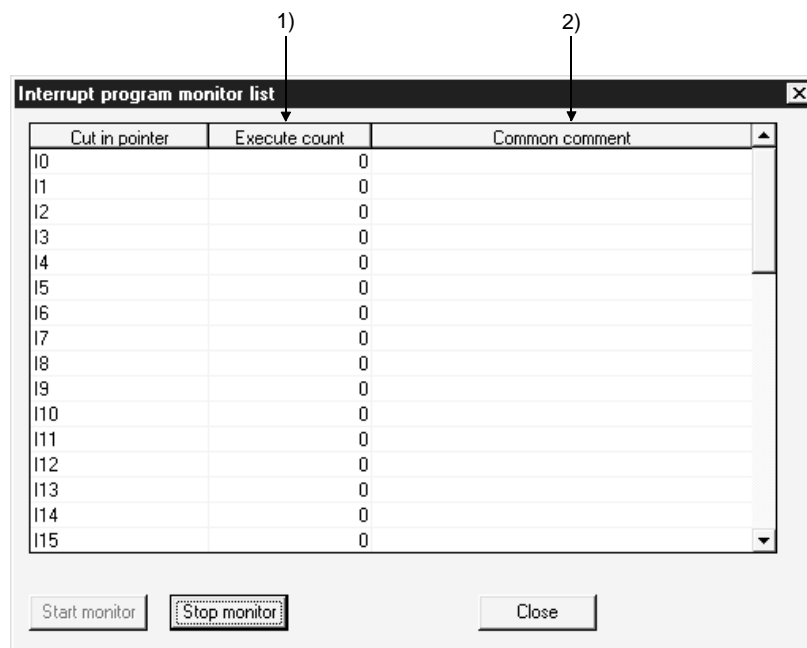 1) 2)
Interrupt program monitor list
Cut in pointer Execute count Common comment
I0 0
I1 0
I2 0
I3 0
I4 0
I5 0
I6 0
I7 0
I8 0
I9 0
I10 0
I11 0
I12 0
I13 0
I14 0
I15 0
Start monitor Stop monitor Close